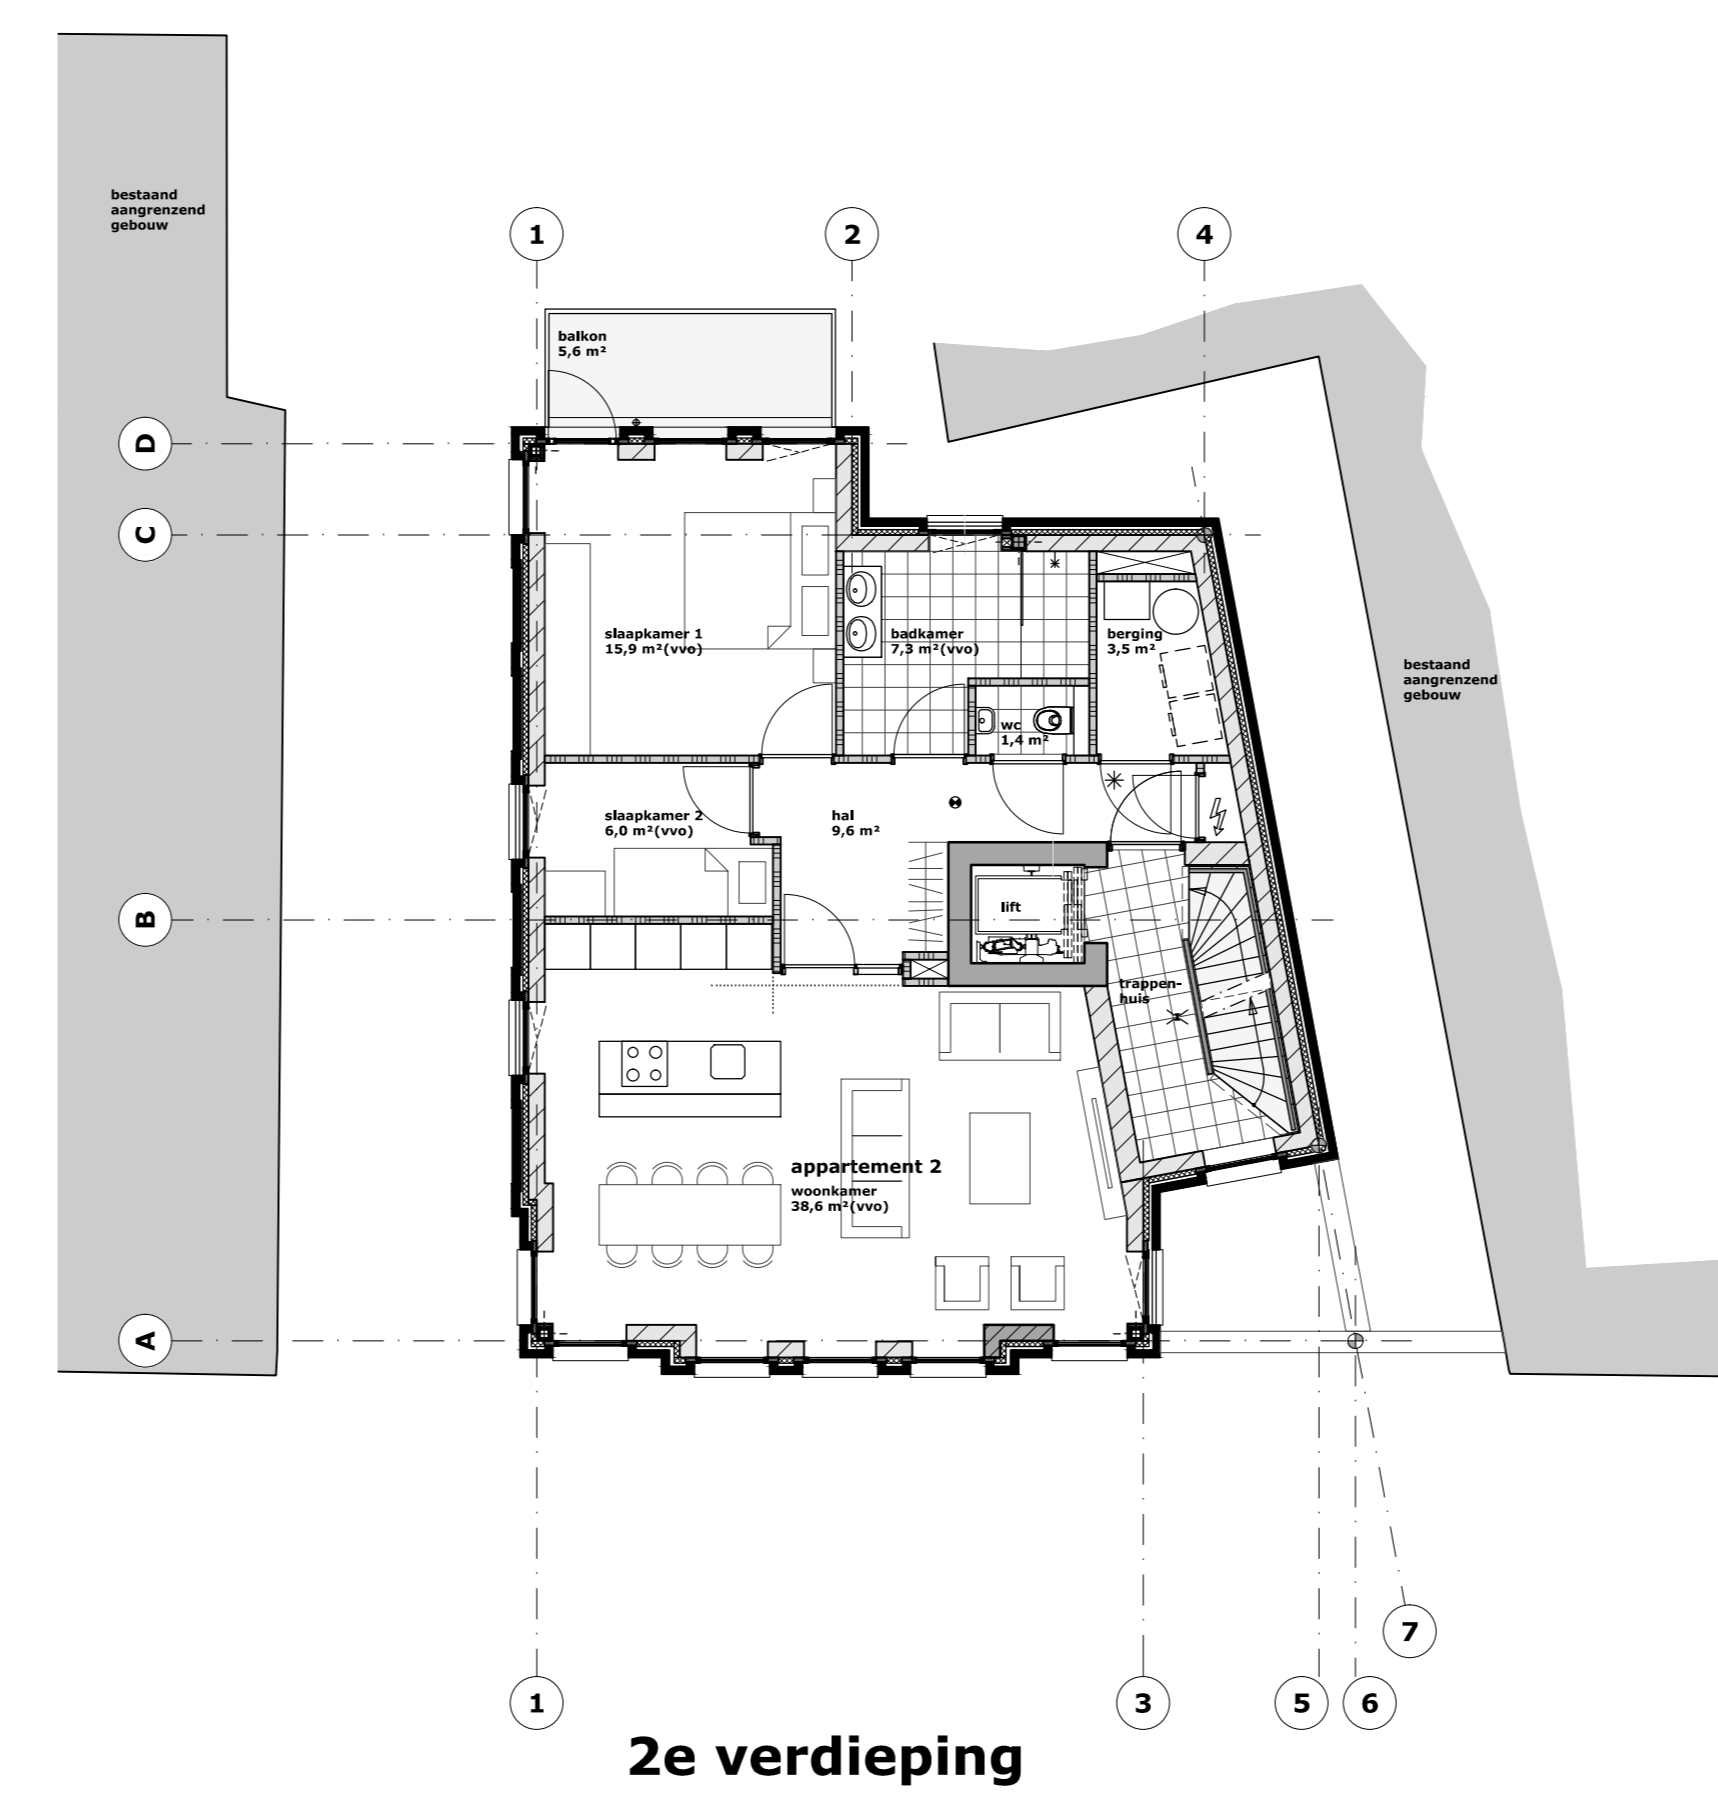 bestaand
aangrenzend
gebouw
1
2
4
balkon
5,6 m²
D
C
slaapkamer 1
15,9 m²(vvo)
badkamer
7,3 m²(vvo)
berging
3,5 m²
bestaand
aangrenzend
gebouw
wc
1,4 m²
slaapkamer 2
6,0 m²(vvo)
hal
9,6 m²
B
lift
trappen-
huis
appartement 2
woonkamer
38,6 m²(vvo)
A
7
1
3
5
6
2e verdieping